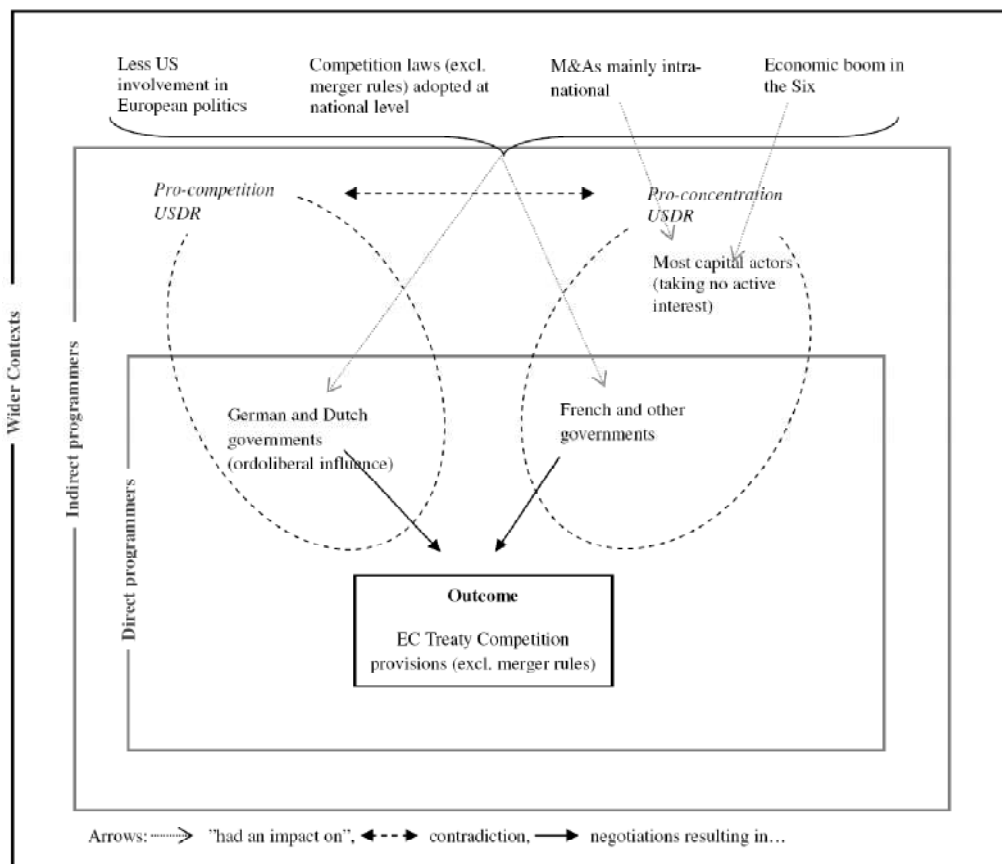 Less US
involvement in
European politics
Competition laws (excl.
merger rules) adopted at
national level
M&As mainly intra-
national
Economic boom in
the Six
Pro-competition
USDR
Pro-concentration
USDR
Most capital actors
(taking no active
interest)
Wider Contexts
Indirect programmers
Direct programmers
German and Dutch
governments
(ordoliberal influence)
French and other
governments
Outcome
EC Treaty Competition
provisions (excl. merger rules)
Arrows: ”had an impact on”, contradiction, negotiations resulting in…